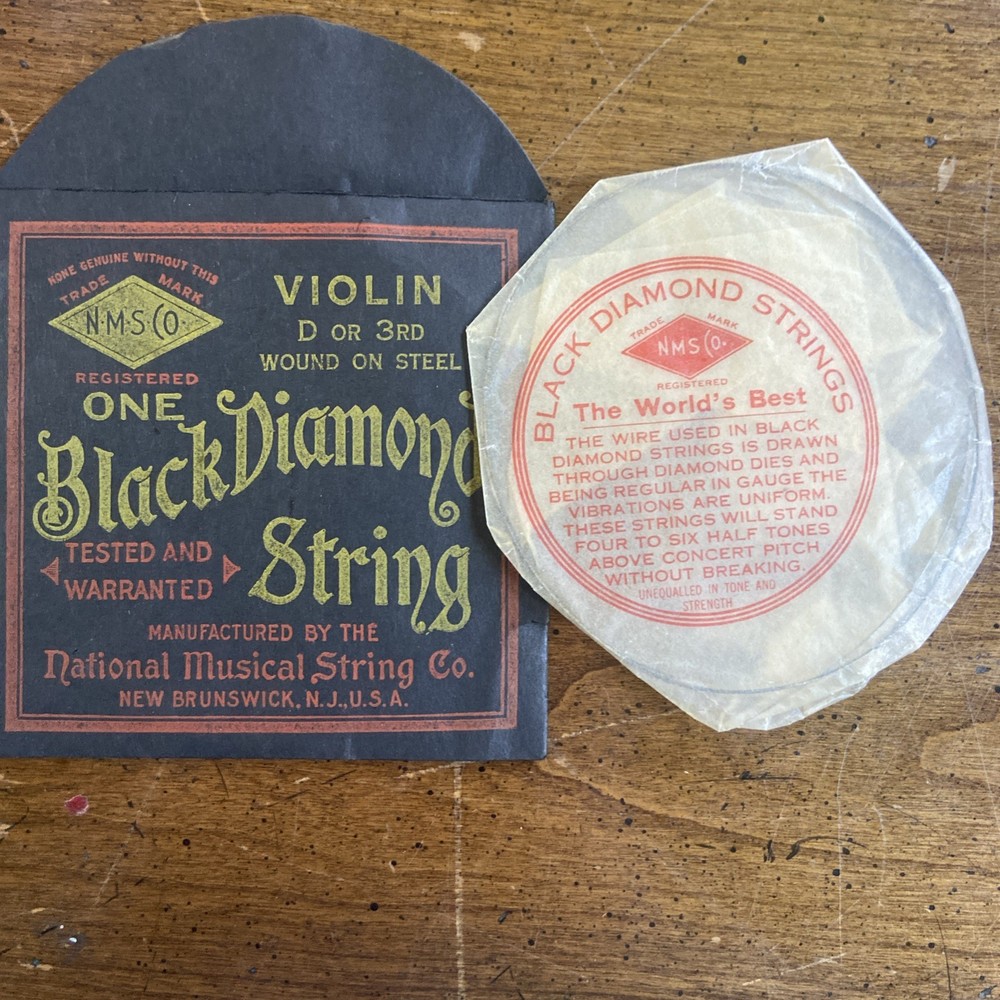 NONE GENUINE WITHOUT THIS
TRADE MARK
N·M·S·CO·
REGISTERED
VIOLIN
D OR 3RD
WOUND ON STEEL
ONE
Black Diamond
String
TESTED AND
WARRANTED
MANUFACTURED BY THE
National Musical String Co.
NEW BRUNSWICK, N.J., U.S.A.
BLACK DIAMOND STRINGS
TRADE MARK
NMSCO.
REGISTERED
The World's Best
THE WIRE USED IN BLACK
DIAMOND STRINGS IS DRAWN
THROUGH DIAMOND DIES AND
BEING REGULAR IN GAUGE THE
VIBRATIONS ARE UNIFORM.
THESE STRINGS WILL STAND
FOUR TO SIX HALF TONES
ABOVE CONCERT PITCH
WITHOUT BREAKING.
UNEQUALLED IN TONE AND
STRENGTH